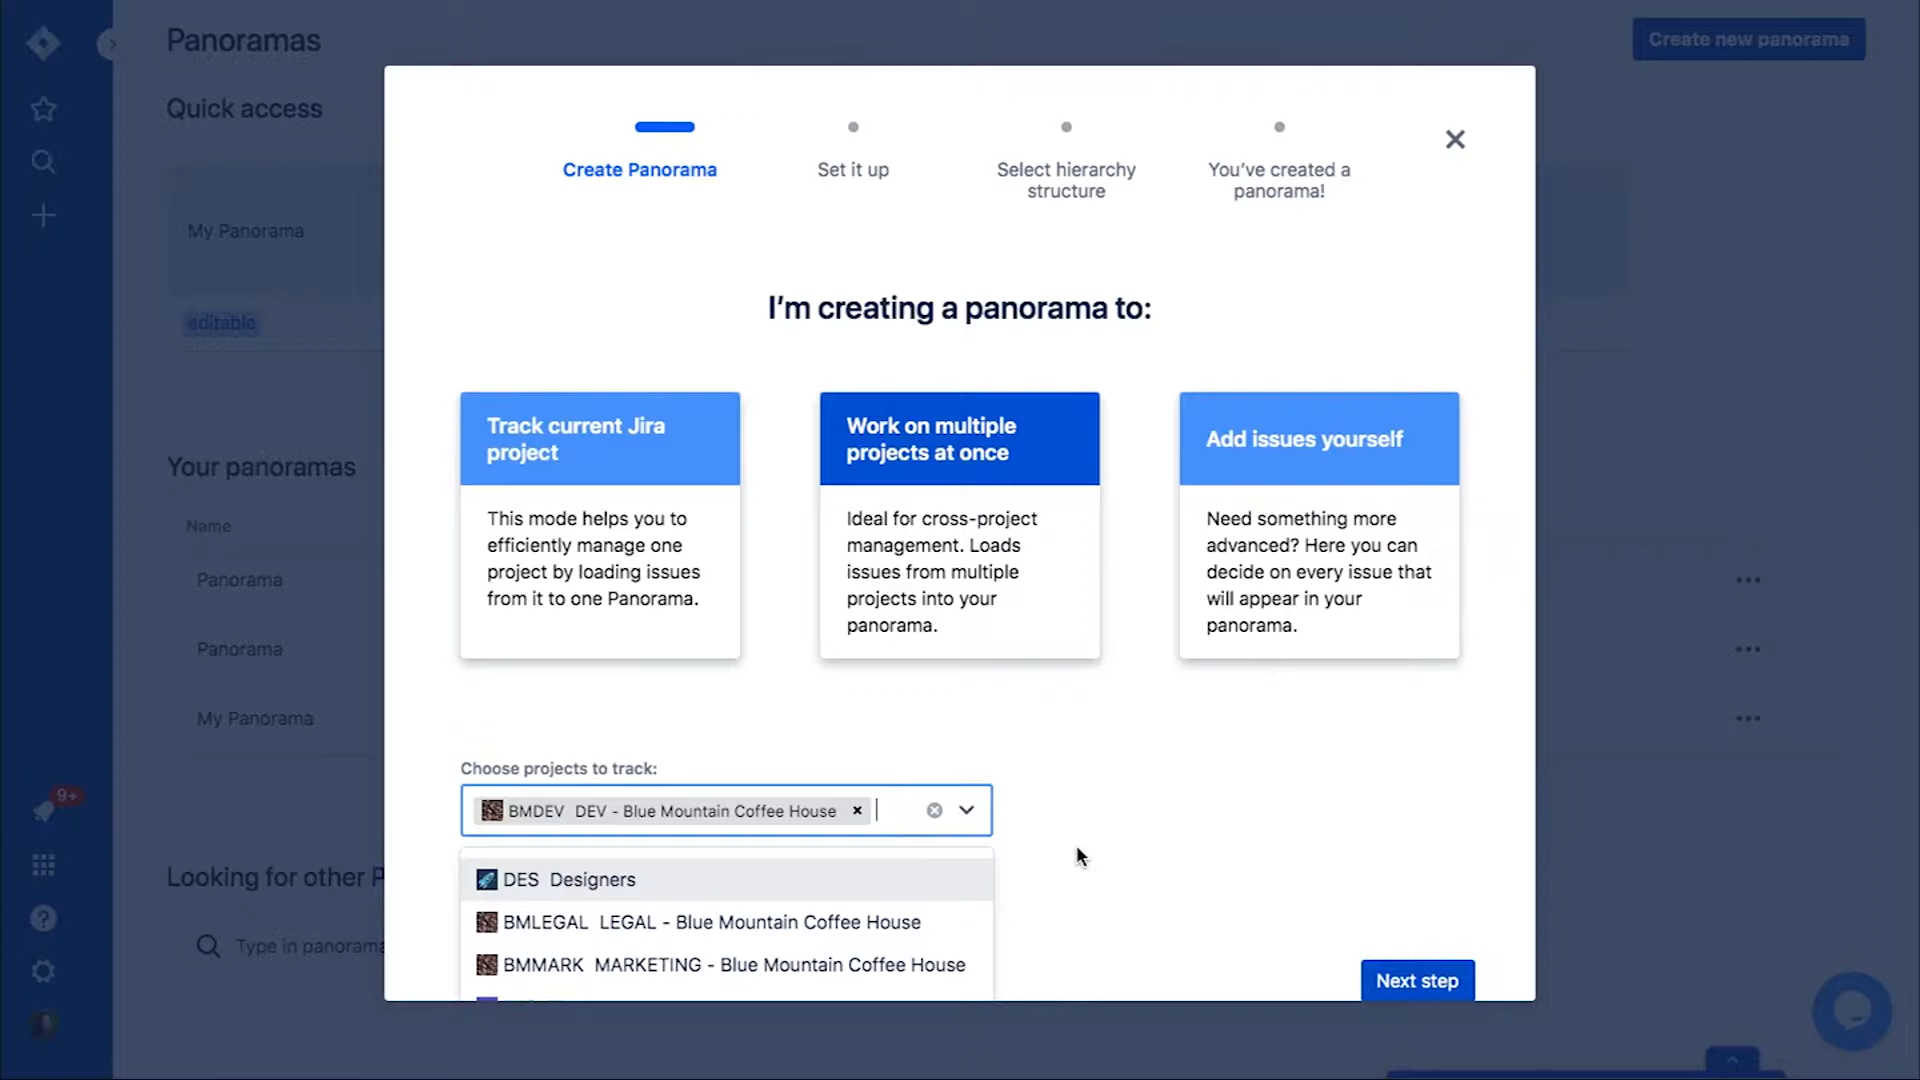 Panoramas
Create new panorama
Quick access
My Panorama
editable
Your panoramas
Name
Panorama
Panorama
My Panorama
9+
Looking for other P
Type in panorama
Create Panorama
Set it up
Select hierarchy
structure
You've created a
panorama!
I'm creating a panorama to:
Track current Jira
project
This mode helps you to
efficiently manage one
project by loading issues
from it to one Panorama.
Work on multiple
projects at once
Ideal for cross-project
management. Loads
issues from multiple
projects into your
panorama.
Add issues yourself
Need something more
advanced? Here you can
decide on every issue that
will appear in your
panorama.
Choose projects to track:
BMDEV DEV - Blue Mountain Coffee House
DES Designers
BMLEGAL LEGAL - Blue Mountain Coffee House
BMMARK MARKETING - Blue Mountain Coffee House
Next step